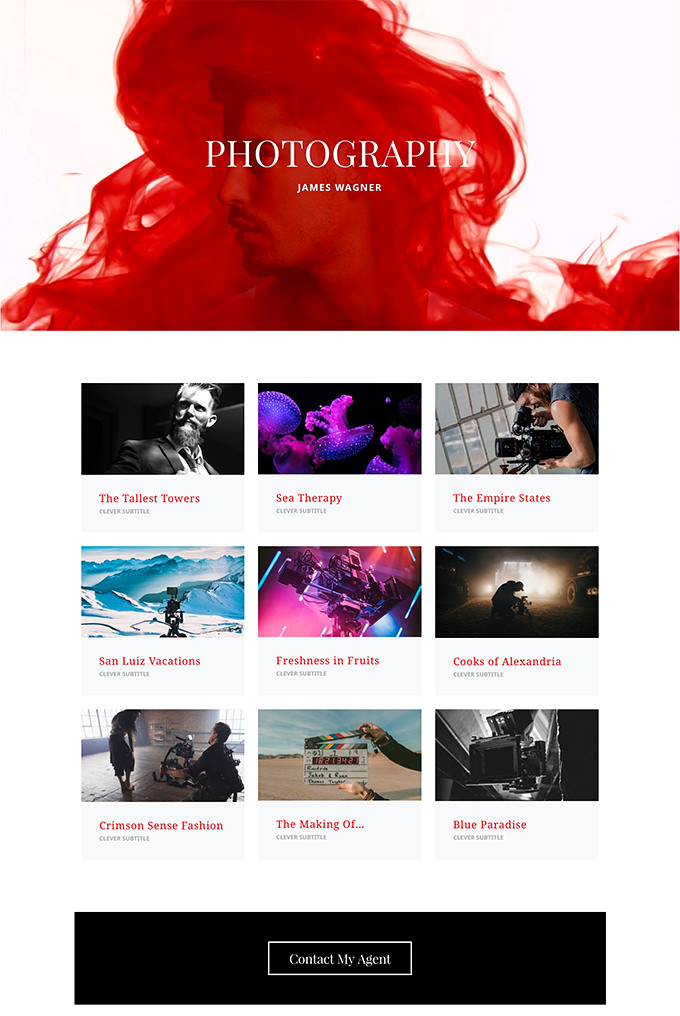 PHOTOGRAPHY
JAMES WAGNER
The Tallest Towers
CLEVER SUBTITLE
Sea Therapy
CLEVER SUBTITLE
The Empire States
CLEVER SUBTITLE
San Luiz Vacations
CLEVER SUBTITLE
Freshness in Fruits
CLEVER SUBTITLE
Cooks of Alexandria
CLEVER SUBTITLE
Crimson Sense Fashion
CLEVER SUBTITLE
The Making Of...
CLEVER SUBTITLE
Blue Paradise
CLEVER SUBTITLE
Contact My Agent